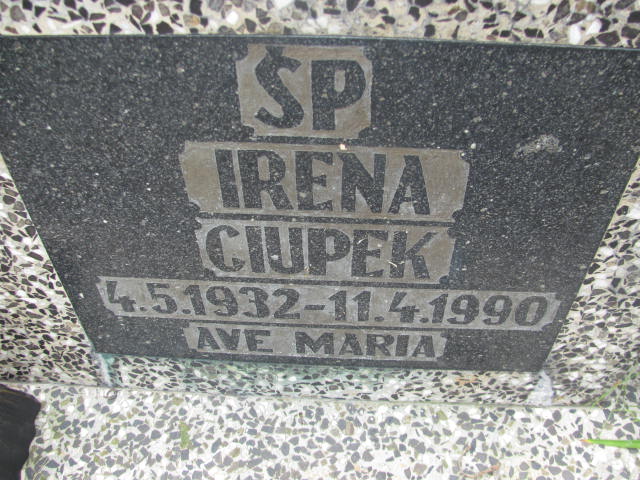 ŚP
IRENA
CIUPEK
4.5.1932-11.4.1990
AVE MARIA